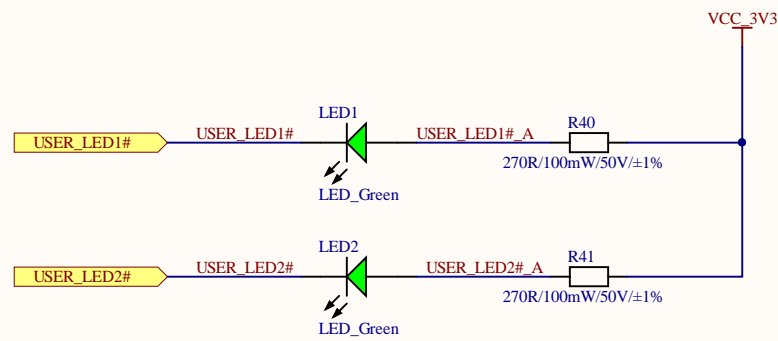 VCC_3V3
LED1
R40
USER_LED1#
USER_LED1#
USER_LED1#_A
270R/100mW/50V/±1%
LED_Green
LED2
R41
USER_LED2#
USER_LED2#
USER_LED2#_A
270R/100mW/50V/±1%
LED_Green